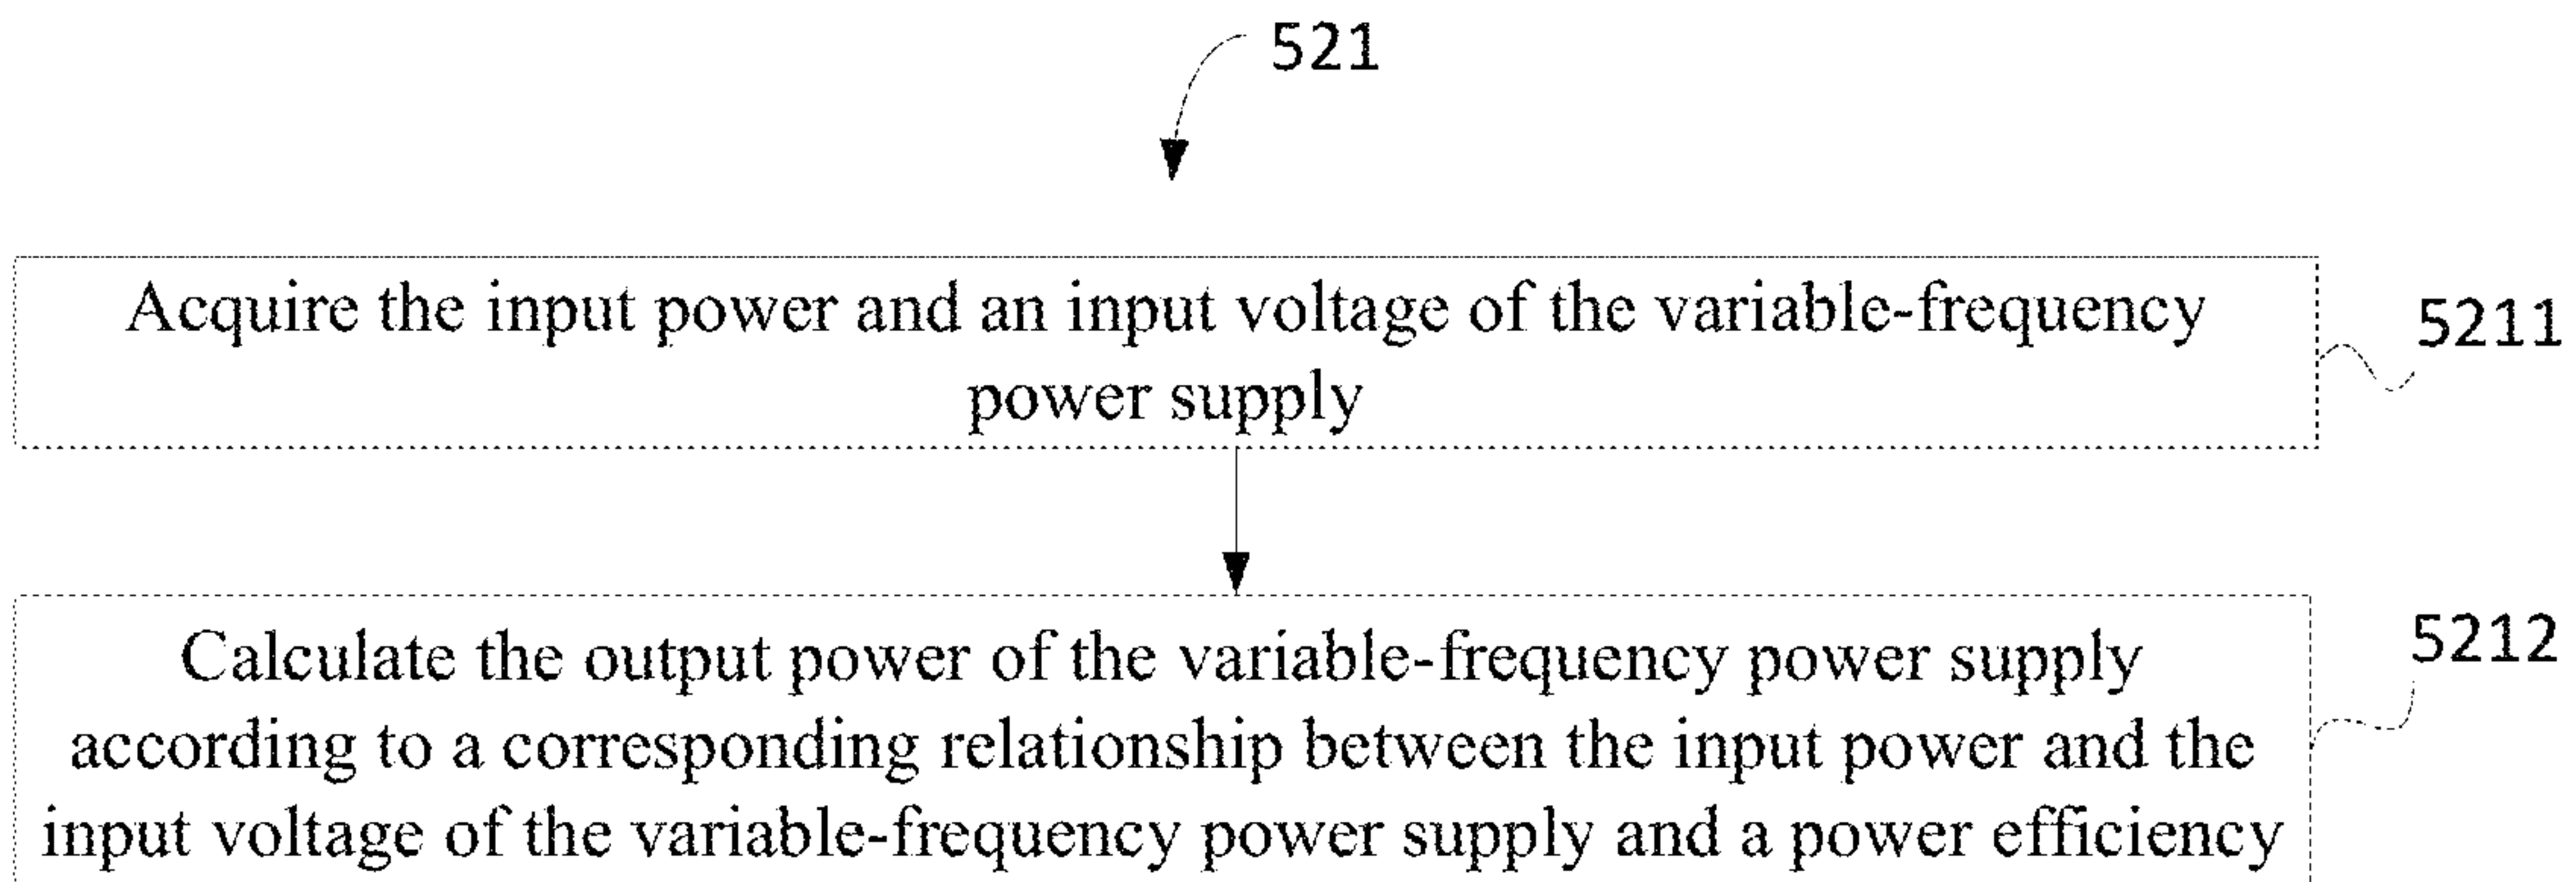 521
Acquire the input power and an input voltage of the variable-frequency
power supply
5211
Calculate the output power of the variable-frequency power supply
according to a corresponding relationship between the input power and the
input voltage of the variable-frequency power supply and a power efficiency
5212